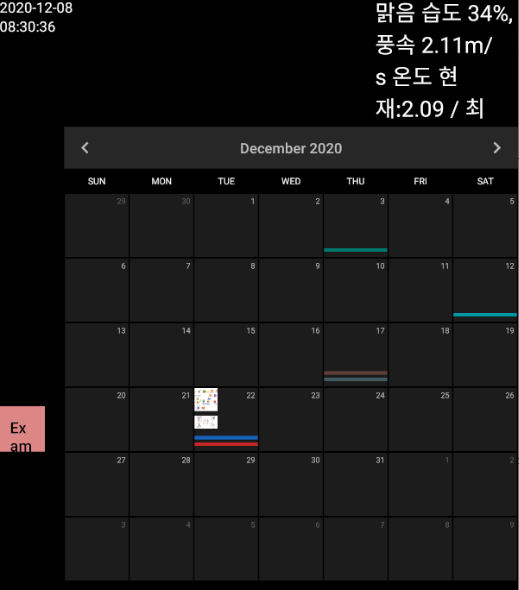 2020-12-08
08:30:36
맑음 습도 34%,
풍속 2.11m/
s 온도 현
재:2.09 / 최
December 2020
SUN MON TUE WED THU FRI SAT
29 30 1 2 3 4 5
6 7 8 9 10 11 12
13 14 15 16 17 18 19
20 21 22 23 24 25 26
Ex
am
27 28 29 30 31 1 2
3 4 5 6 7 8 9